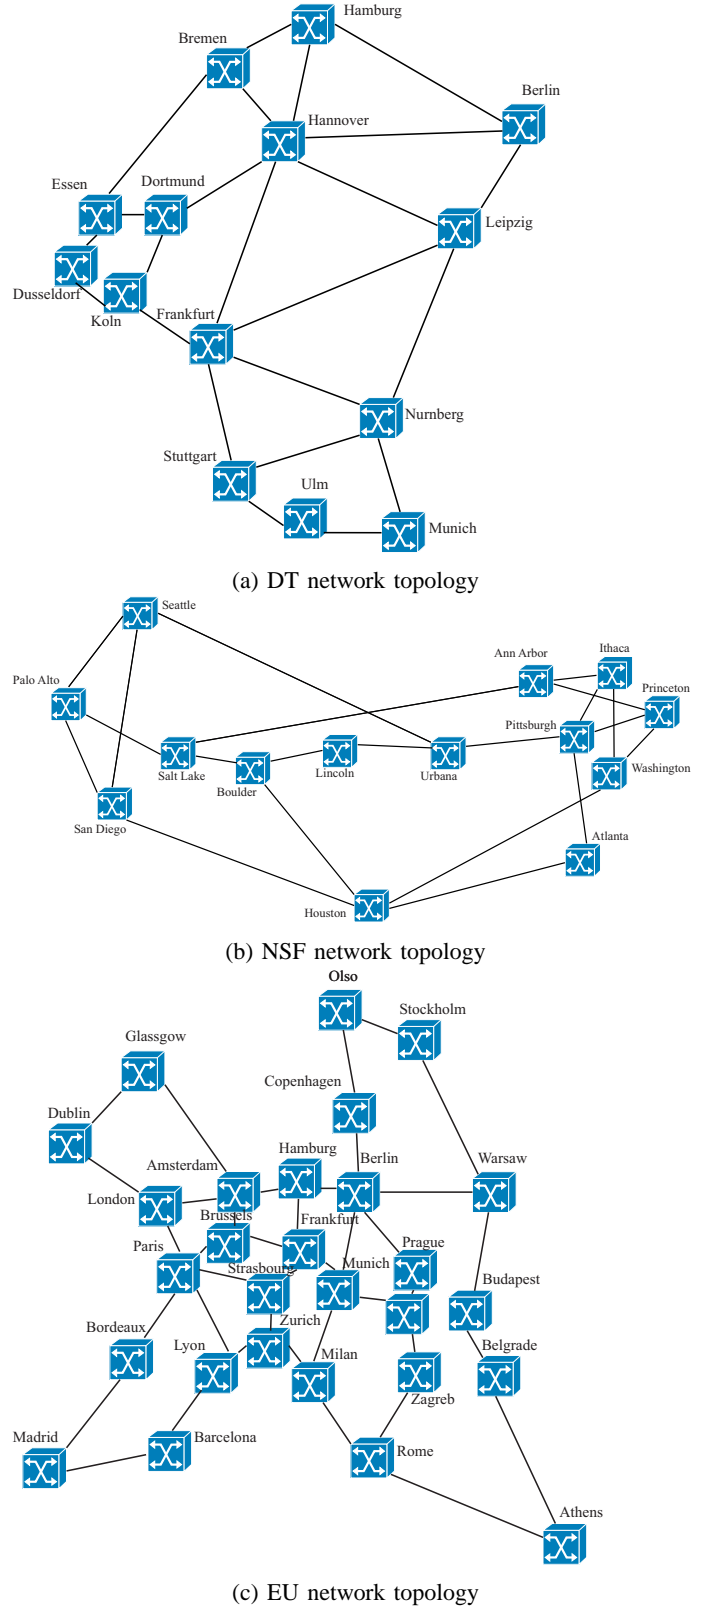 Hamburg
Bremen
Berlin
Hannover
Essen
Dortmund
Leipzig
Dusseldorf
Koln
Frankfurt
Nurnberg
Stuttgart
Ulm
Munich
(a) DT network topology
Seattle
Ann Arbor
Ithaca
Palo Alto
Princeton
Pittsburgh
Salt Lake
Lincoln
Urbana
Washington
Boulder
San Diego
Atlanta
Houston
(b) NSF network topology
Olso
Stockholm
Glassgow
Copenhagen
Dublin
Hamburg
Berlin
Warsaw
Amsterdam
London
Brussels
Frankfurt
Paris
Prague
Strasbourg
Munich
Budapest
Zurich
Bordeaux
Lyon
Milan
Belgrade
Zagreb
Madrid
Barcelona
Rome
Athens
(c) EU network topology